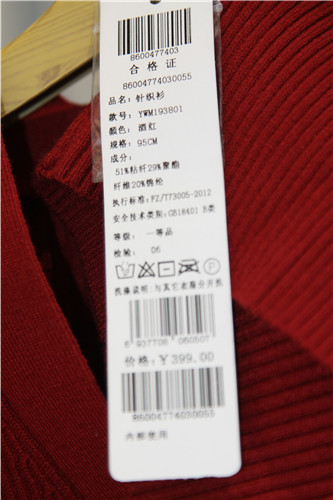 8600477403
合格证
86004774030055
品名: 针织衫
款号: YWM193801
颜色: 酒红
规格: 95CM
成分:
51%粘纤29%聚酯
纤维20%锦纶
执行标准: FZ/T73005-2012
安全技术类别: GB18401 B类
等级: 一等品
检验: 06
P
洗涤说明: 与其它衣服分开洗
6 937708 060507
价格: ￥399.00
86004774030055
内部使用